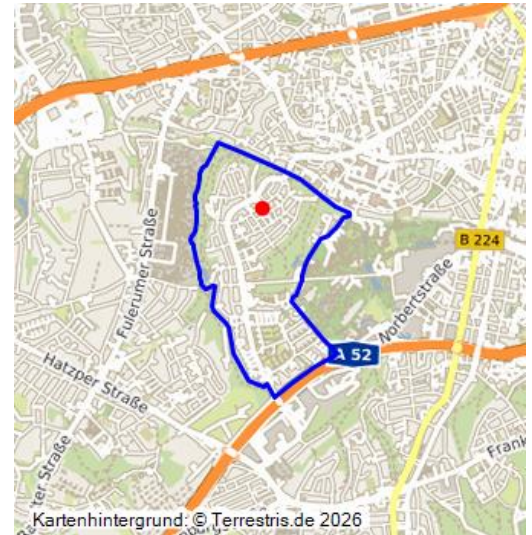 B 224
Fulerumer Straße
Norbertstraße
A 52
Hatzper Straße
Frank
Kartenhintergrund: © Terrestris.de 2026